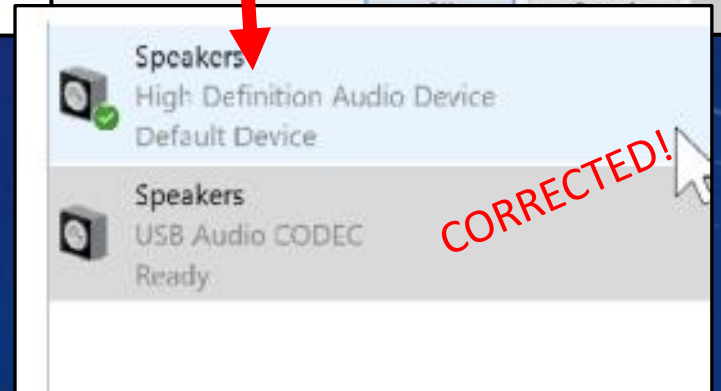 Speakers
High Definition Audio Device
Default Device
CORRECTED!
Speakers
USB Audio CODEC
Ready